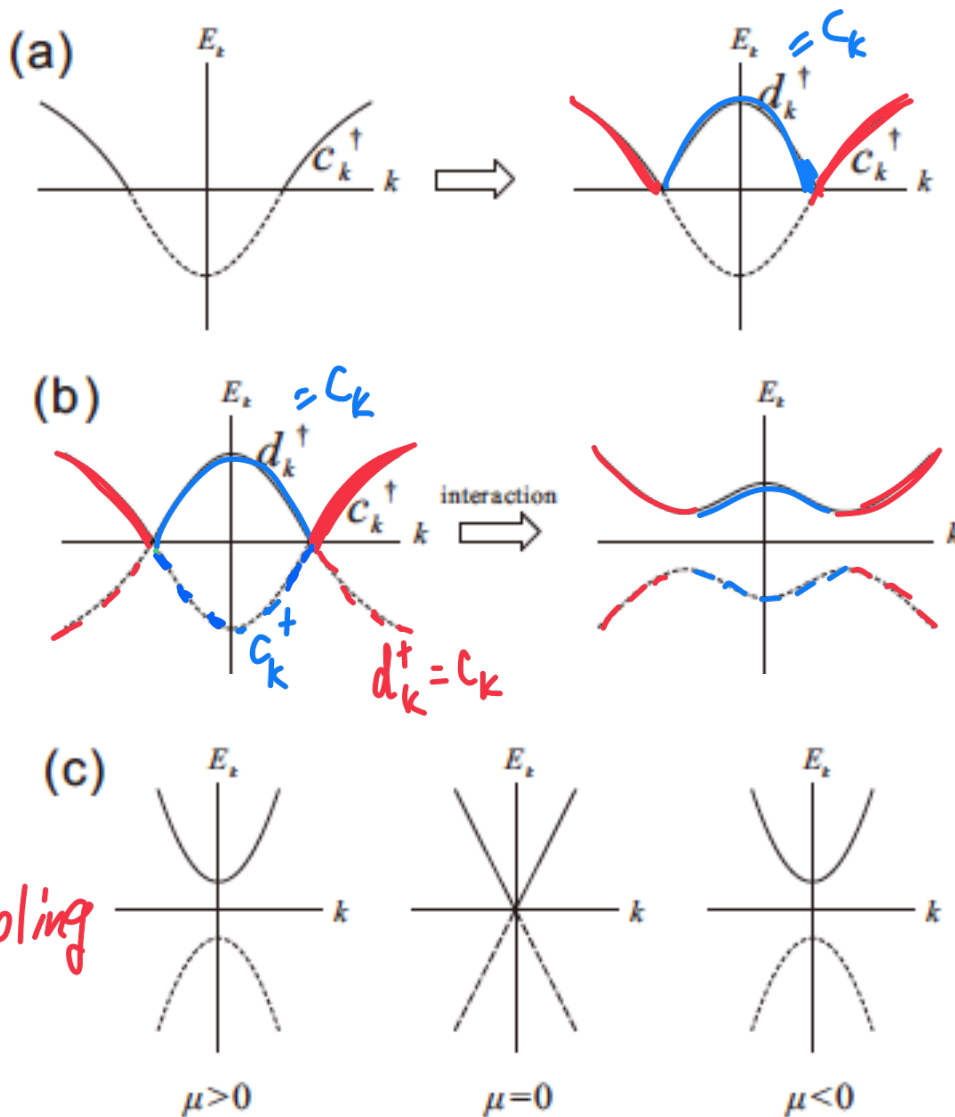 (a)
E_k
c_k^†
k
E_k
= C_k
d_k^†
c_k^†
k
(b)
E_k
= C_k
d_k^†
c_k^†
k
C_k^+
d_k^+ = C_k
interaction
E_k
k
(c)
E_k
k
μ>0
E_k
k
μ=0
E_k
k
μ<0